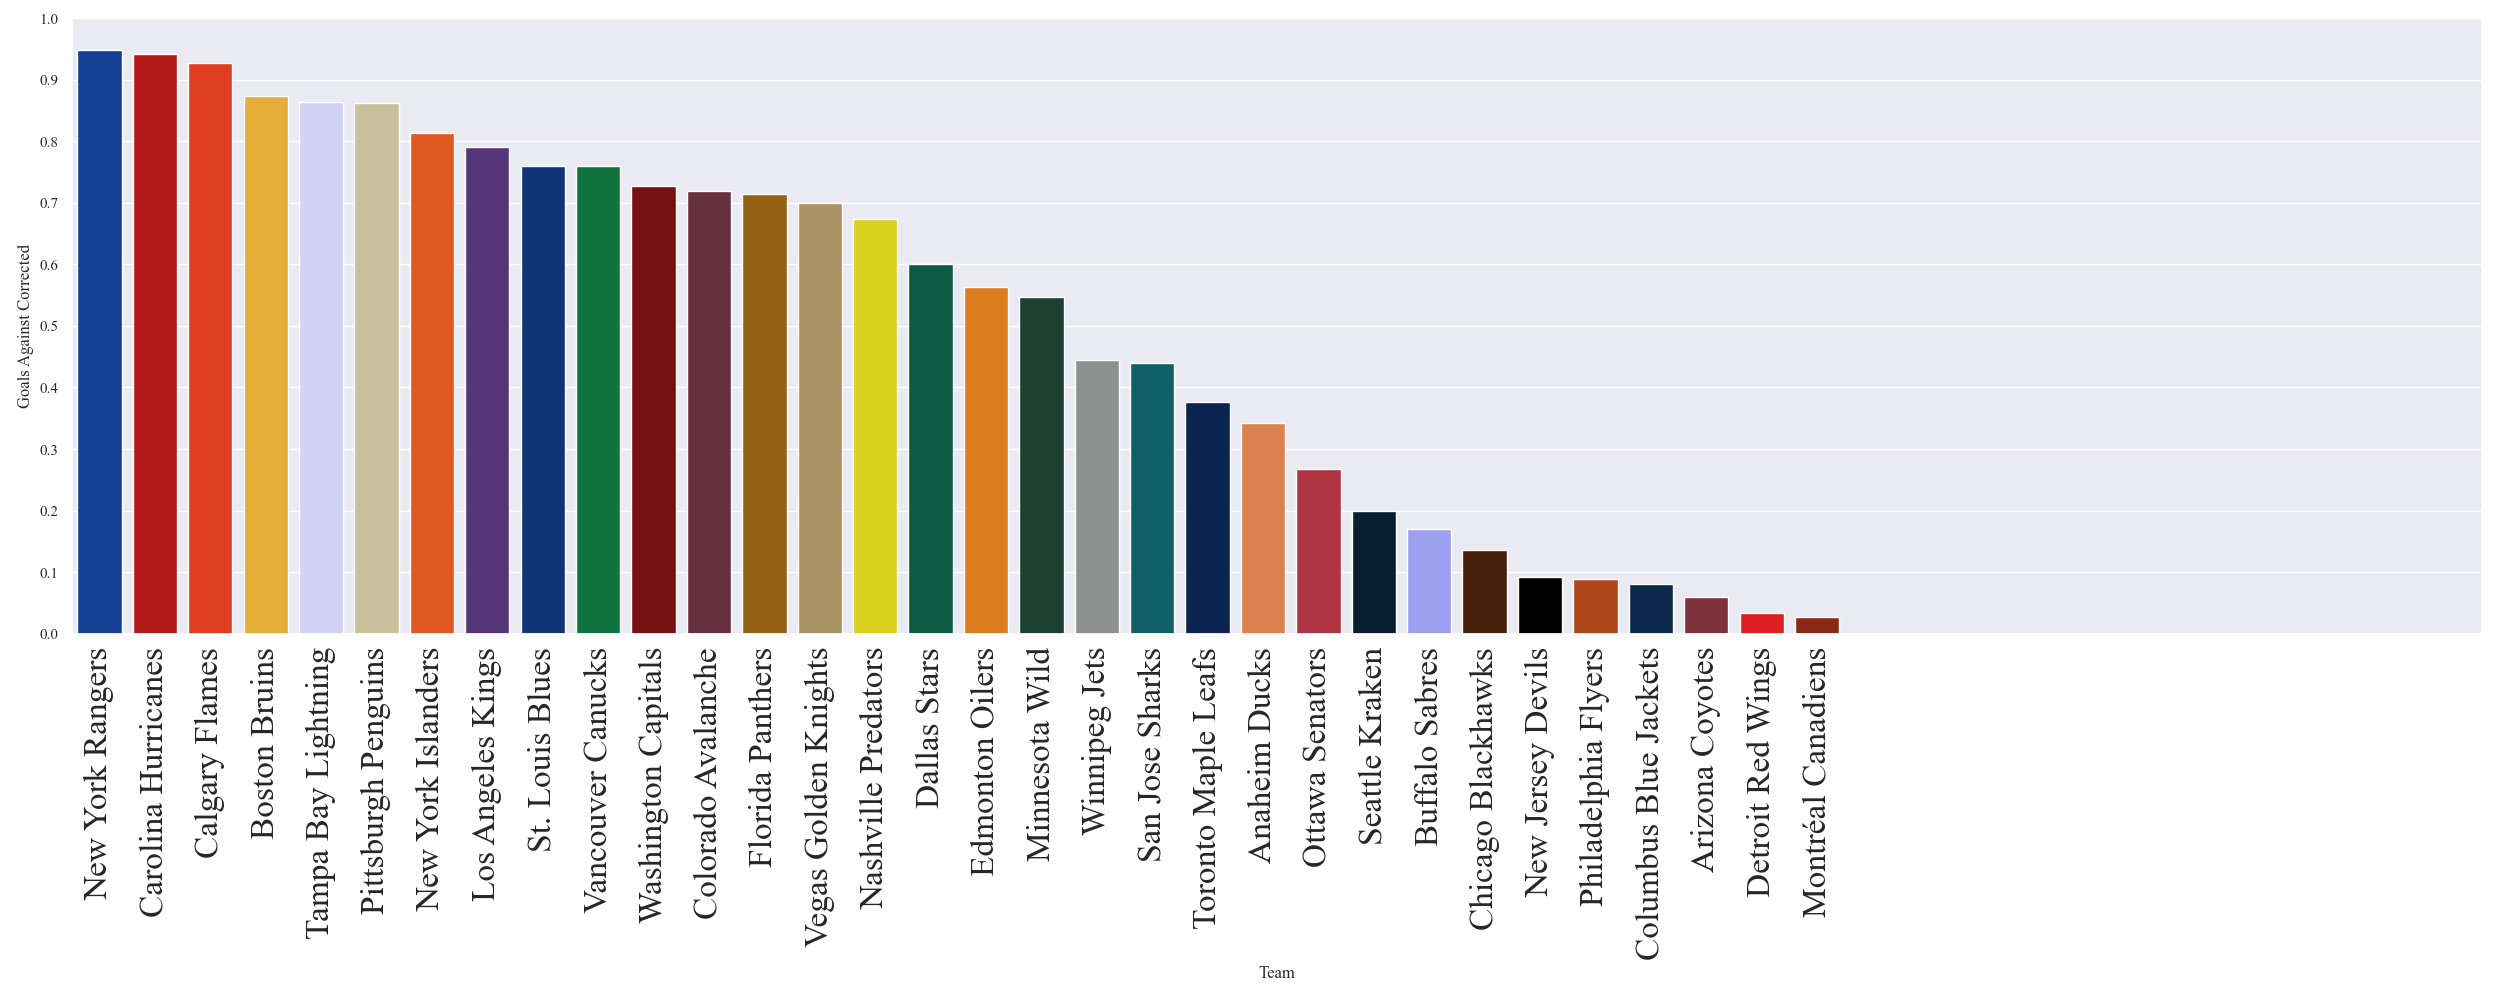 1.0
0.9
0.8
0.7
0.6
0.5
0.4
0.3
0.2
0.1
0.0
Goals Against Corrected
New York Rangers
Carolina Hurricanes
Calgary Flames
Boston Bruins
Tampa Bay Lightning
Pittsburgh Penguins
New York Islanders
Los Angeles Kings
St. Louis Blues
Vancouver Canucks
Washington Capitals
Colorado Avalanche
Florida Panthers
Vegas Golden Knights
Nashville Predators
Dallas Stars
Edmonton Oilers
Minnesota Wild
Winnipeg Jets
San Jose Sharks
Toronto Maple Leafs
Anaheim Ducks
Ottawa Senators
Seattle Kraken
Buffalo Sabres
Chicago Blackhawks
New Jersey Devils
Philadelphia Flyers
Columbus Blue Jackets
Arizona Coyotes
Detroit Red Wings
Montréal Canadiens
Team